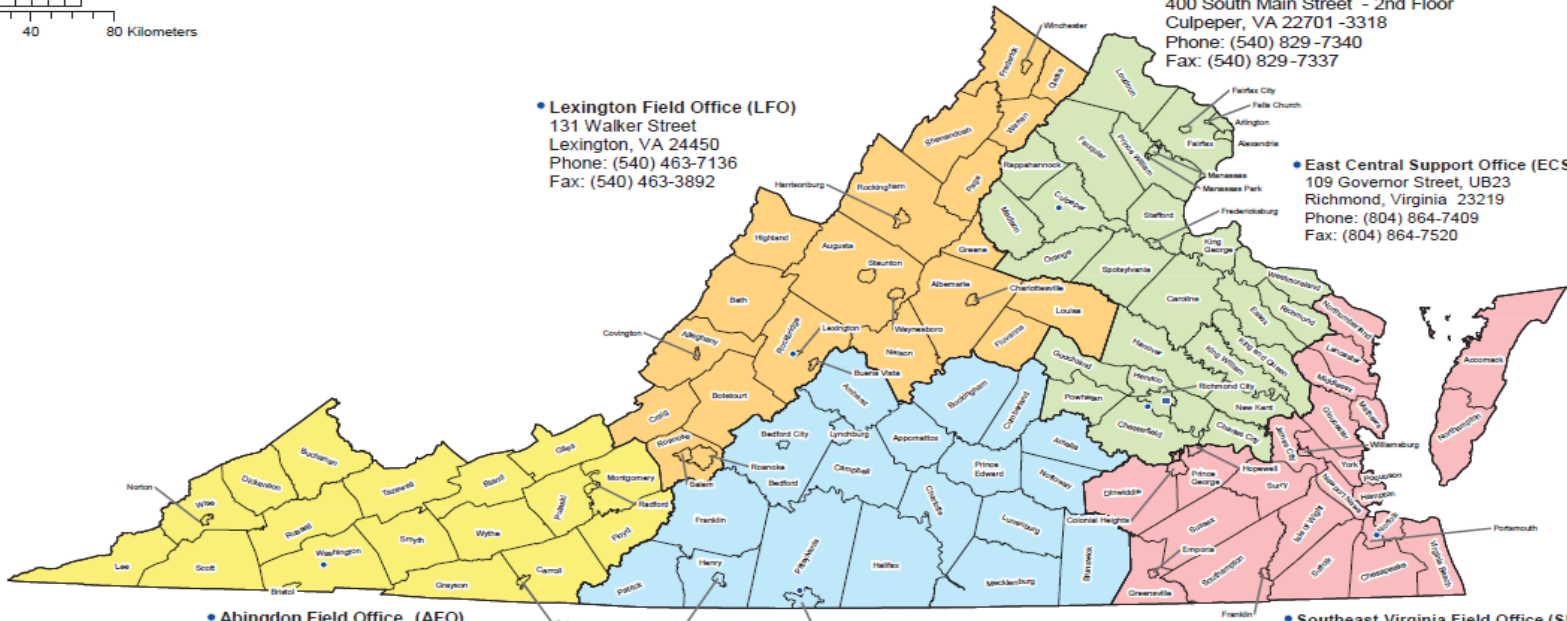 40 80 Kilometers
400 South Main Street - 2nd Floor
Culpeper, VA 22701-3318
Phone: (540) 829-7340
Fax: (540) 829-7337
Lexington Field Office (LFO)
131 Walker Street
Lexington, VA 24450
Phone: (540) 463-7136
Fax: (540) 463-3892
East Central Support Office (ECS
109 Governor Street, UB23
Richmond, Virginia 23219
Phone: (804) 864-7409
Fax: (804) 864-7520
Winchester
Frederick
Clarke
Loudoun
Fairfax City
Falls Church
Arlington
Alexandria
Fairfax
Shenandoah
Warren
Fauquier
Prince William
Manassas
Manassas Park
Rappahannock
Page
Rockingham
Harrisonburg
Madison
Culpeper
Stafford
Fredericksburg
King
George
Highland
Augusta
Staunton
Greene
Orange
Spotsylvania
Westmoreland
Bath
Albemarle
Charlottesville
Louisa
Caroline
Essex
Richmond
Northumberland
Covington
Alleghany
Rockbridge
Lexington
Waynesboro
Nelson
Fluvanna
Hanover
King William
King and Queen
Lancaster
Accomack
Buena Vista
Goochland
Henrico
Richmond City
Middlesex
Botetourt
Craig
Amherst
Buckingham
Cumberland
Powhatan
New Kent
Gloucester
Mathews
Northampton
Chesterfield
Charles City
James City
Williamsburg
Roanoke
Bedford City
Lynchburg
Appomattox
Amelia
Giles
Roanoke
Salem
Bedford
Campbell
Prince
Edward
Nottoway
Hopewell
Prince
George
Surry
York
Poquoson
Hampton
Newport News
Buchanan
Dickenson
Tazewell
Bland
Montgomery
Radford
Pulaski
Norton
Wise
Russell
Franklin
Charlotte
Lunenburg
Dinwiddie
Colonial Heights
Sussex
Isle of Wight
Norfolk
Portsmouth
Lee
Scott
Washington
Smyth
Wythe
Floyd
Carroll
Grayson
Bristol
Patrick
Henry
Pittsylvania
Halifax
Mecklenburg
Brunswick
Emporia
Greensville
Southampton
Suffolk
Chesapeake
Virginia Beach
Franklin
Abingdon Field Office (AFO)
Southeast Virginia Field Office (S